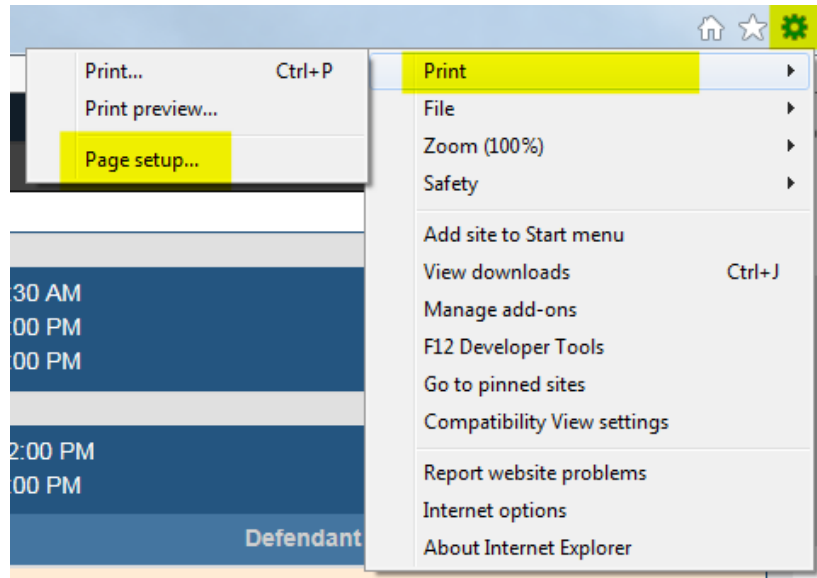 Print... Ctrl+P
Print preview...
Page setup...
Print
File
Zoom (100%)
Safety
Add site to Start menu
View downloads Ctrl+J
Manage add-ons
F12 Developer Tools
Go to pinned sites
Compatibility View settings
Report website problems
Internet options
About Internet Explorer
:30 AM
:00 PM
:00 PM
2:00 PM
:00 PM
Defendant